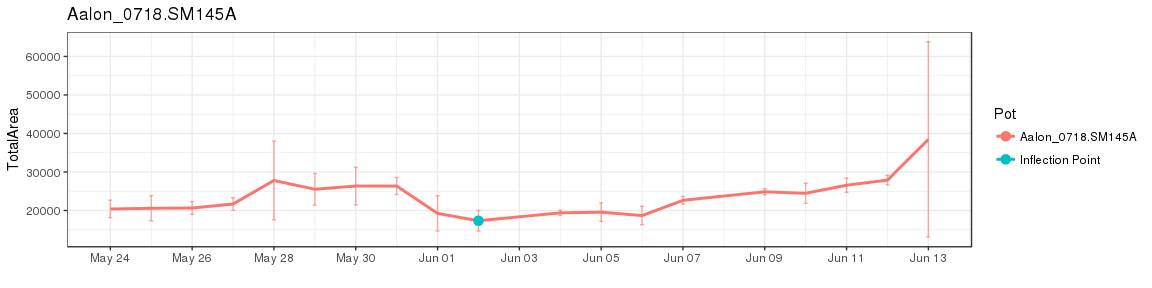 Aalon_0718.SM145A
TotalArea
60000
50000
40000
30000
20000
May 24 May 26 May 28 May 30 Jun 01 Jun 03 Jun 05 Jun 07 Jun 09 Jun 11 Jun 13
Pot
Aalon_0718.SM145A
Inflection Point